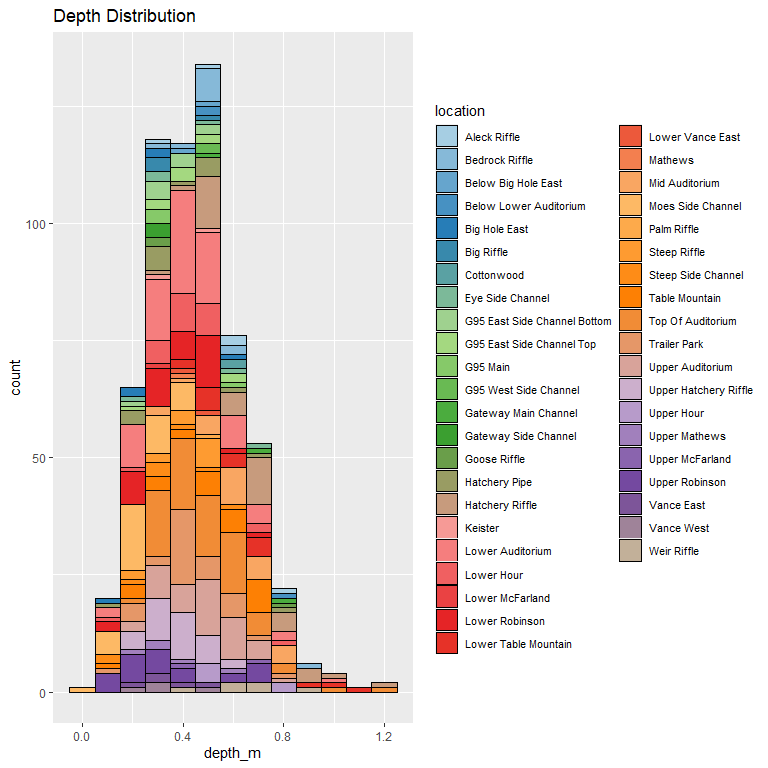 Depth Distribution
count
100
50
0
0.0
0.4
0.8
1.2
depth_m
location
Aleck Riffle
Bedrock Riffle
Below Big Hole East
Below Lower Auditorium
Big Hole East
Big Riffle
Cottonwood
Eye Side Channel
G95 East Side Channel Bottom
G95 East Side Channel Top
G95 Main
G95 West Side Channel
Gateway Main Channel
Gateway Side Channel
Goose Riffle
Hatchery Pipe
Hatchery Riffle
Keister
Lower Auditorium
Lower Hour
Lower McFarland
Lower Robinson
Lower Table Mountain
Lower Vance East
Mathews
Mid Auditorium
Moes Side Channel
Palm Riffle
Steep Riffle
Steep Side Channel
Table Mountain
Top Of Auditorium
Trailer Park
Upper Auditorium
Upper Hatchery Riffle
Upper Hour
Upper Mathews
Upper McFarland
Upper Robinson
Vance East
Vance West
Weir Riffle